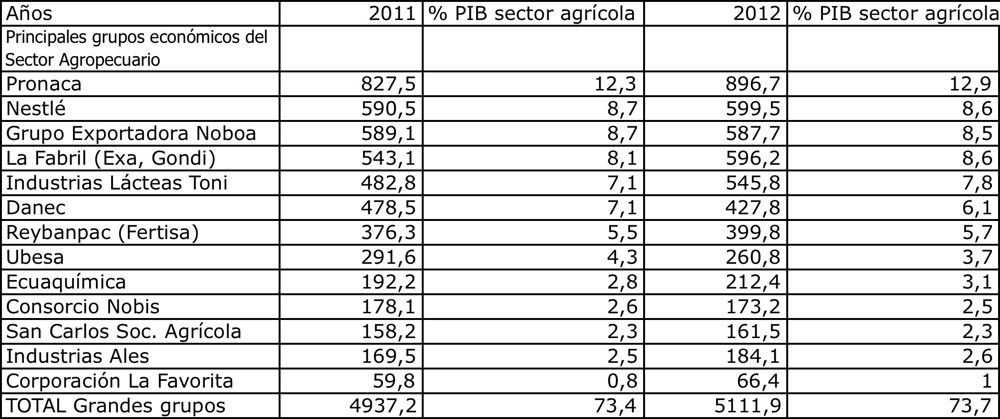 Años 2011 % PIB sector agrícola 2012 % PIB sector agrícola
Principales grupos económicos del
Sector Agropecuario
Pronaca 827,5 12,3 896,7 12,9
Nestlé 590,5 8,7 599,5 8,6
Grupo Exportadora Noboa 589,1 8,7 587,7 8,5
La Fabril (Exa, Gondi) 543,1 8,1 596,2 8,6
Industrias Lácteas Toni 482,8 7,1 545,8 7,8
Danec 478,5 7,1 427,8 6,1
Reybanpac (Fertisa) 376,3 5,5 399,8 5,7
Ubesa 291,6 4,3 260,8 3,7
Ecuaquímica 192,2 2,8 212,4 3,1
Consorcio Nobis 178,1 2,6 173,2 2,5
San Carlos Soc. Agrícola 158,2 2,3 161,5 2,3
Industrias Ales 169,5 2,5 184,1 2,6
Corporación La Favorita 59,8 0,8 66,4 1
TOTAL Grandes grupos 4937,2 73,4 5111,9 73,7